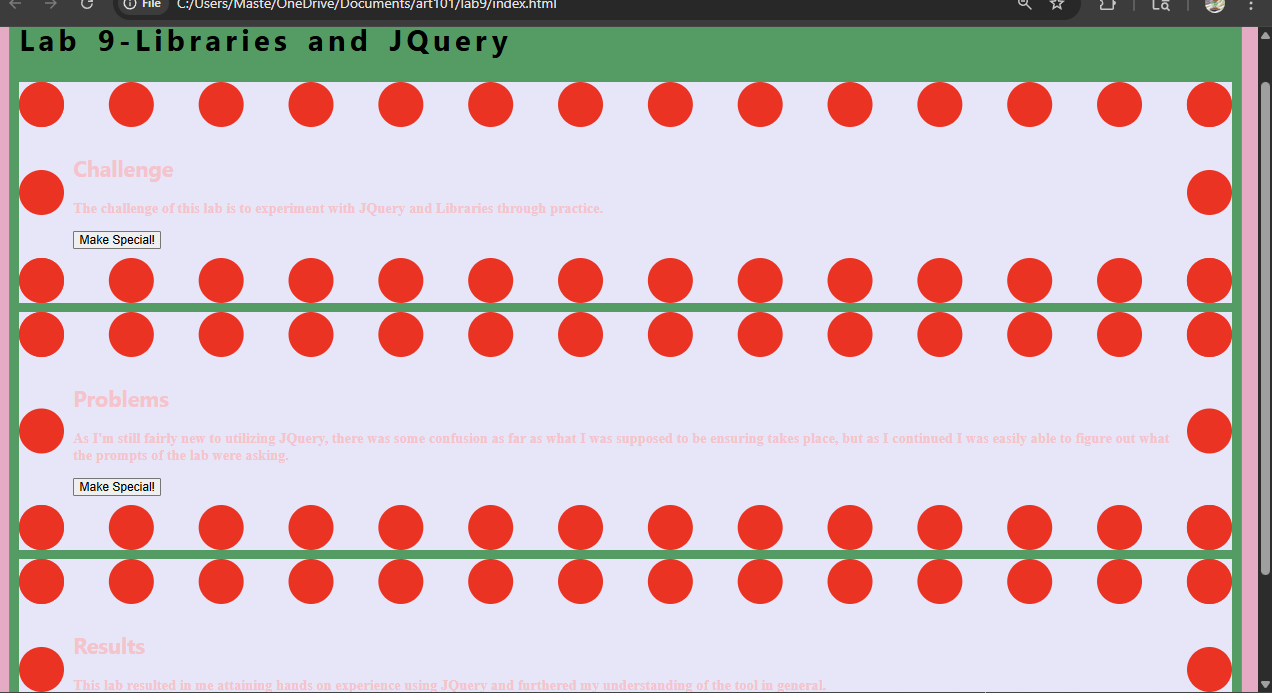 File C:/Users/Maste/OneDrive/Documents/art101/lab9/index.html
Lab 9-Libraries and JQuery
Challenge
The challenge of this lab is to experiment with JQuery and Libraries through practice.
Make Special!
Problems
As I'm still fairly new to utilizing JQuery, there was some confusion as far as what I was supposed to be ensuring takes place, but as I continued I was easily able to figure out what
the prompts of the lab were asking.
Make Special!
Results
This lab resulted in me attaining hands on experience using JQuery and furthered my understanding of the tool in general.